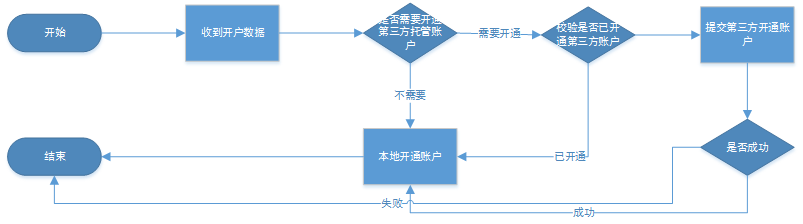 开始
收到开户数据
是否需要开通
第三方托管账
户
需要开通
校验是否已开
通第三方账户
提交第三方开通账
户
不需要
结束
本地开通账户
已开通
是否成功
失败
成功